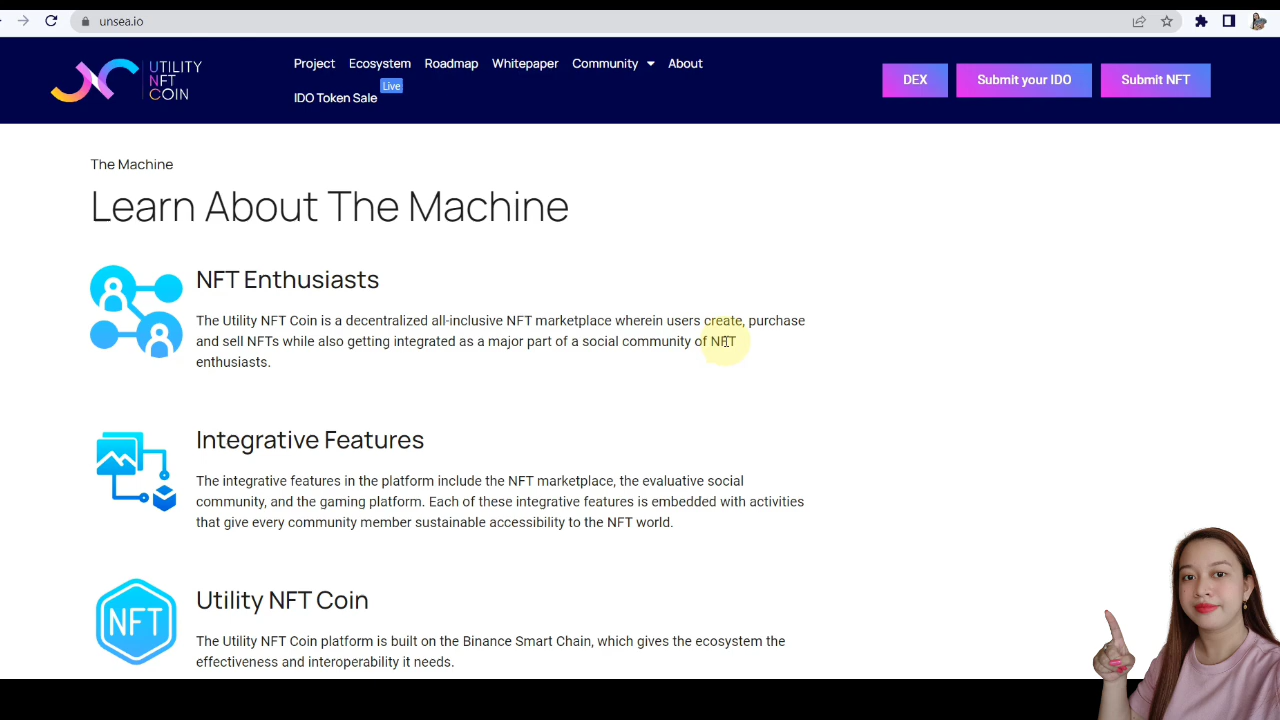 unsea.io
UTILITY
NFT
COIN
Project Ecosystem Roadmap Whitepaper Community About
Live
IDO Token Sale
DEX
Submit your IDO
Submit NFT
The Machine
Learn About The Machine
NFT Enthusiasts
The Utility NFT Coin is a decentralized all-inclusive NFT marketplace wherein users create, purchase
and sell NFTs while also getting integrated as a major part of a social community of NFT
enthusiasts.
Integrative Features
The integrative features in the platform include the NFT marketplace, the evaluative social
community, and the gaming platform. Each of these integrative features is embedded with activities
that give every community member sustainable accessibility to the NFT world.
NFT
Utility NFT Coin
The Utility NFT Coin platform is built on the Binance Smart Chain, which gives the ecosystem the
effectiveness and interoperability it needs.